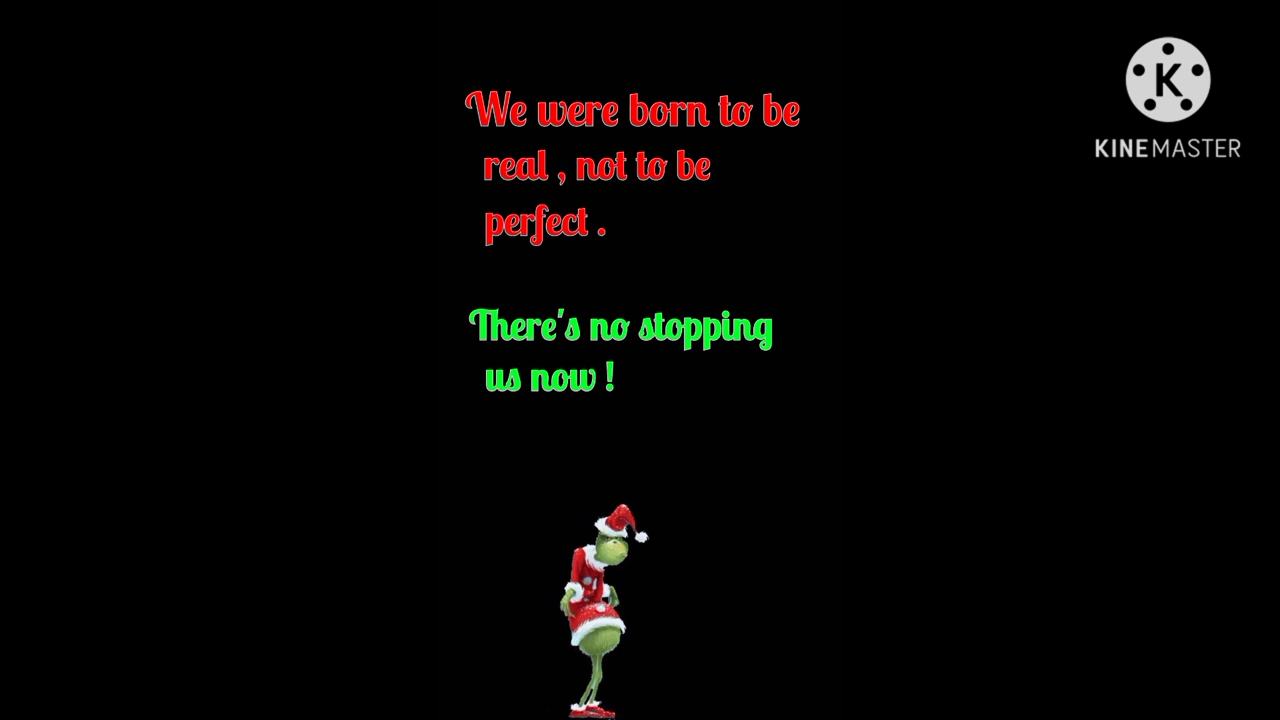 We were born to be
real , not to be
perfect .
There's no stopping
us now !
K
KINEMASTER